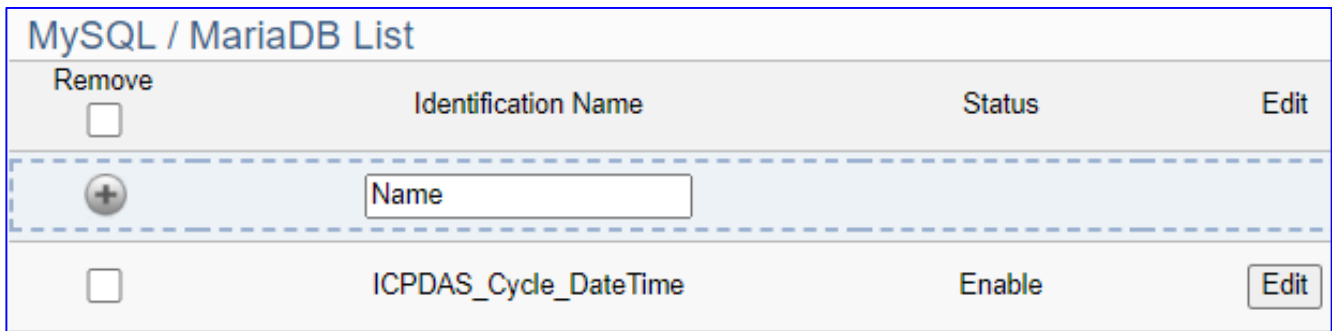 MySQL / MariaDB List
Remove Identification Name Status Edit
Name
ICPDAS_Cycle_DateTime Enable Edit